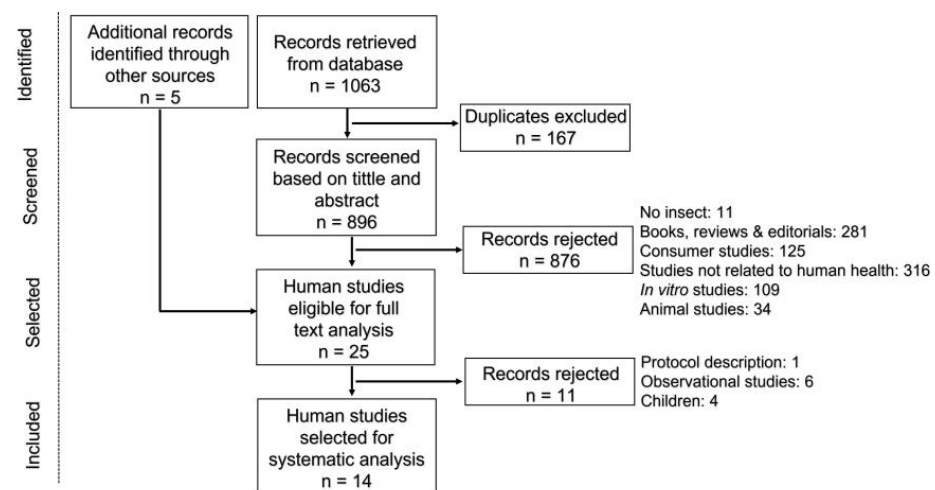 Identified
Additional records
identified through
other sources
n = 5
Records retrieved
from database
n = 1063
Duplicates excluded
n = 167
Screened
Records screened
based on tittle and
abstract
n = 896
Records rejected
n = 876
No insect: 11
Books, reviews & editorials: 281
Consumer studies: 125
Studies not related to human health: 316
In vitro studies: 109
Animal studies: 34
Selected
Human studies
eligible for full
text analysis
n = 25
Records rejected
n = 11
Protocol description: 1
Observational studies: 6
Children: 4
Included
Human studies
selected for
systematic analysis
n = 14